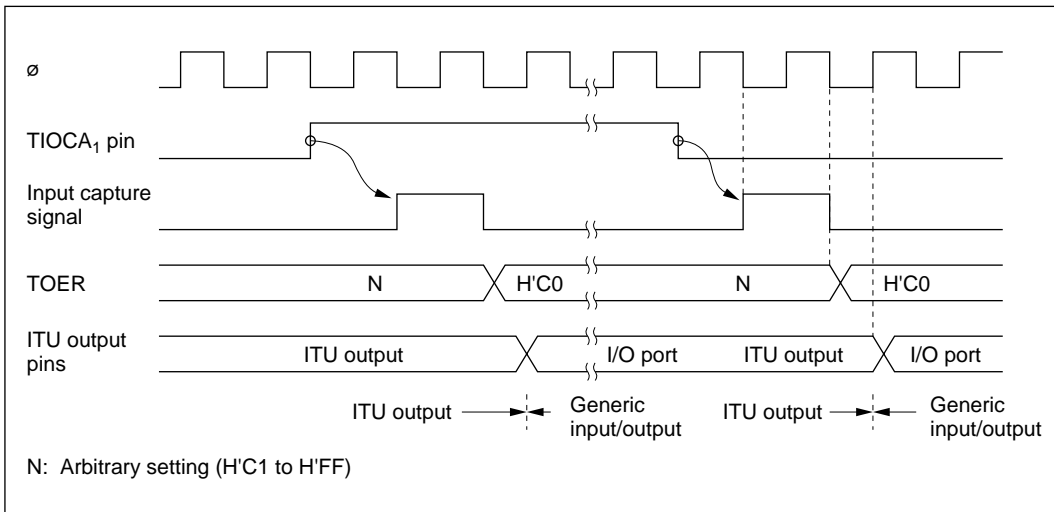 ø
TIOCA1 pin
Input capture
signal
TOER
N
H'C0
N
H'C0
ITU output
pins
ITU output
I/O port
ITU output
I/O port
ITU output
Generic
input/output
ITU output
Generic
input/output
N: Arbitrary setting (H'C1 to H'FF)